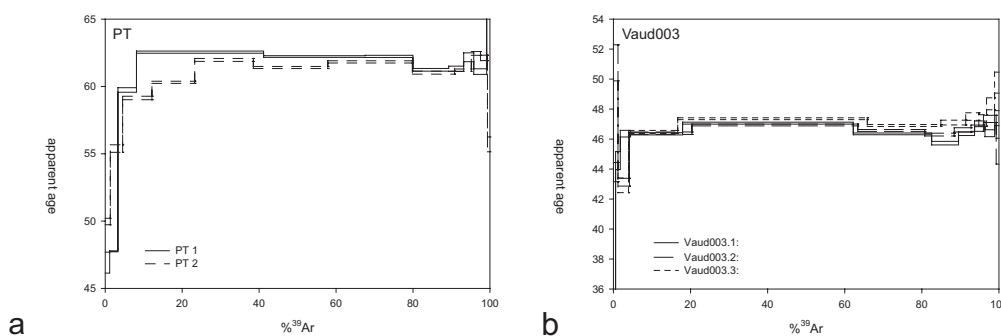 PT
65
60
55
50
45
apparent age
PT 1
PT 2
0 20 40 60 80 100
%³⁹Ar
a
Vaud003
54
52
50
48
46
44
42
40
38
36
apparent age
Vaud003.1:
Vaud003.2:
Vaud003.3:
0 20 40 60 80 100
%³⁹Ar
b